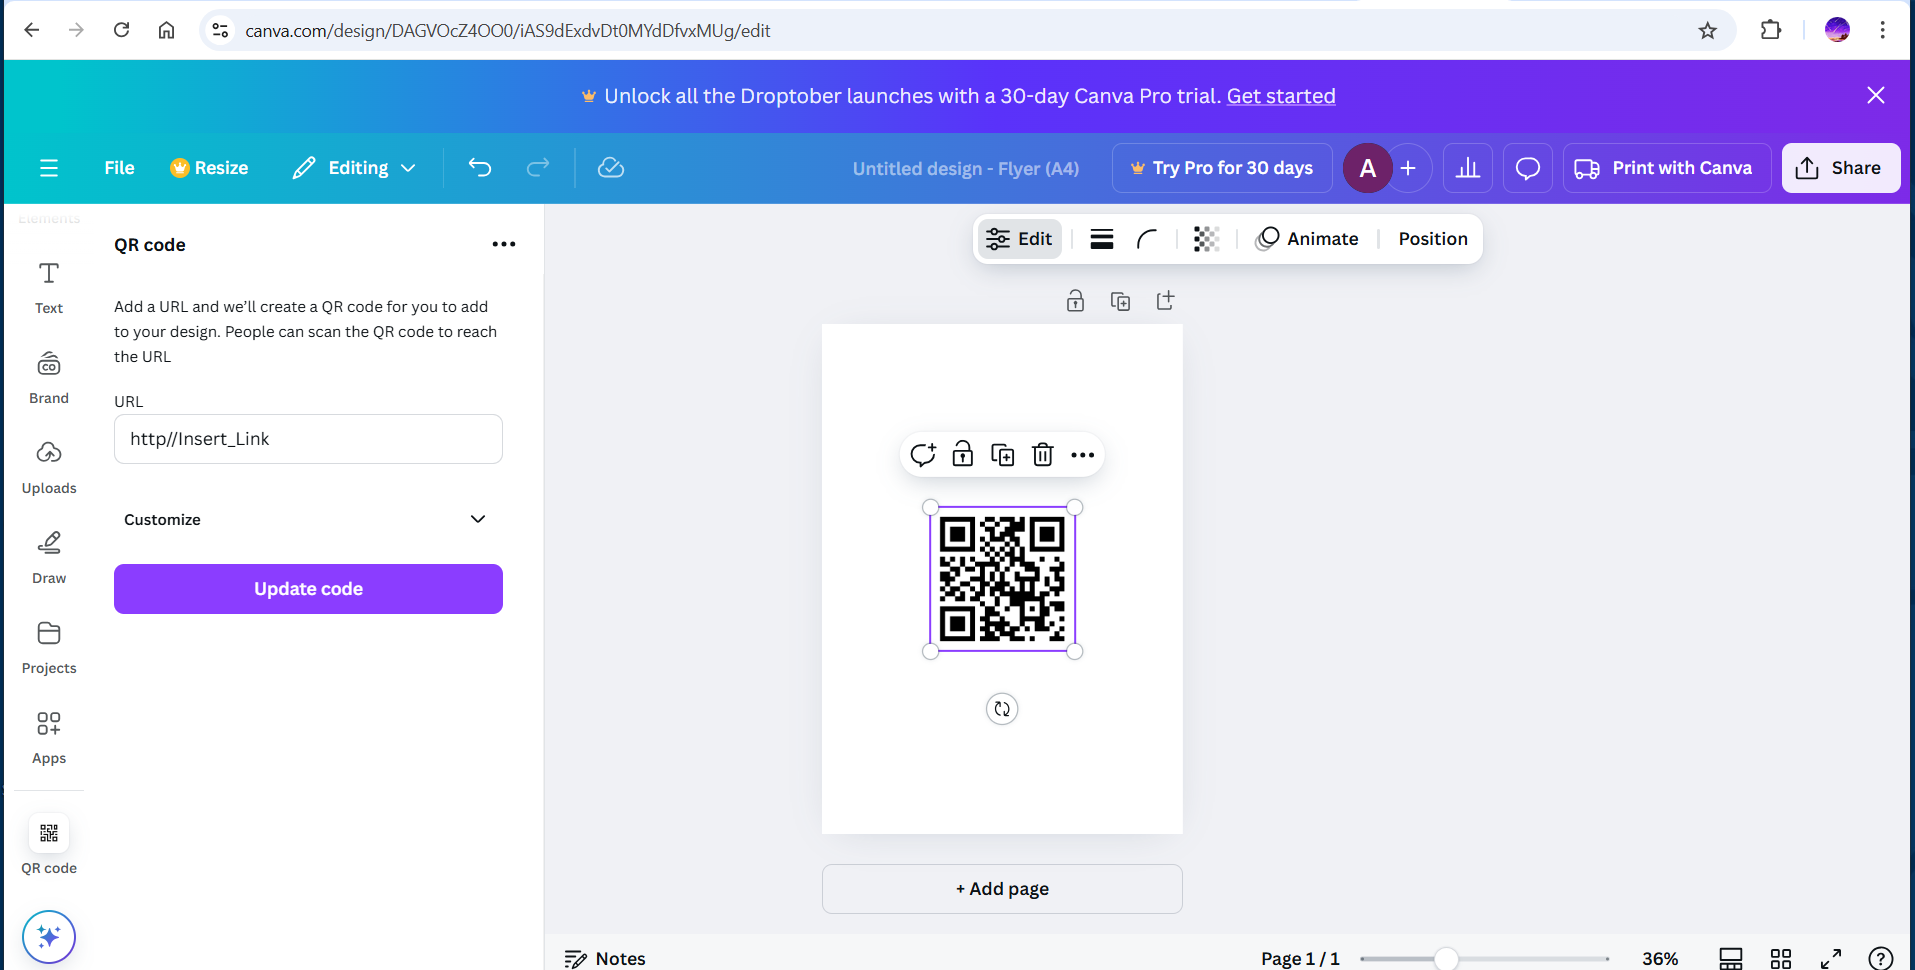 canva.com/design/DAGVOcZ4OO0/iAS9dExdvDt0MYdDfvxMUg/edit
Unlock all the Droptober launches with a 30-day Canva Pro trial. Get started
File Resize Editing Untitled design - Flyer (A4) Try Pro for 30 days A + Print with Canva Share
Elements
QR code
Edit Animate Position
Text
Add a URL and we’ll create a QR code for you to add
to your design. People can scan the QR code to reach
the URL
Brand
CO
URL
http//Insert_Link
Uploads
Customize
Draw
Update code
Projects
Apps
QR code
+ Add page
Notes
Page 1 / 1
36%
?